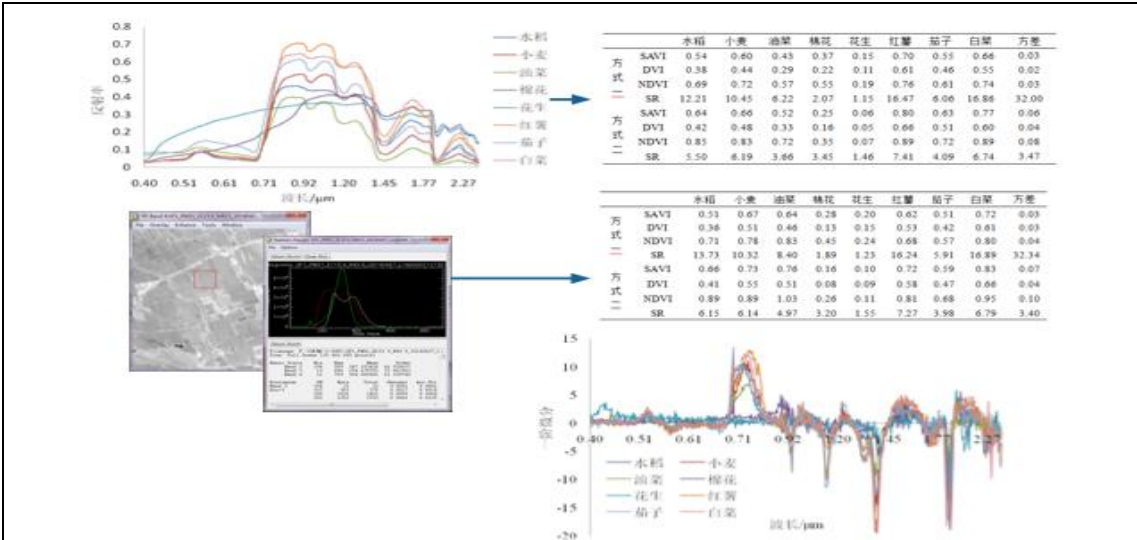 0.8
0.7
0.6
0.5
0.4
0.3
0.2
0.1
0
反射率
0.40 0.51 0.61 0.71 0.92 1.20 1.45 1.77 2.27
波长/μm
水稻
小麦
油菜
棉花
花生
红薯
茄子
白菜
水稻 小麦 油菜 棉花 花生 红薯 茄子 白菜 方差
方式一
SAVI 0.54 0.60 0.43 0.37 0.15 0.70 0.55 0.66 0.03
DVI 0.38 0.44 0.29 0.22 0.11 0.61 0.46 0.55 0.02
NDVI 0.69 0.72 0.57 0.55 0.19 0.76 0.61 0.74 0.03
SR 12.21 10.45 6.22 2.07 1.15 16.47 6.06 16.86 32.00
方式二
SAVI 0.64 0.66 0.52 0.25 0.06 0.80 0.63 0.77 0.06
DVI 0.42 0.48 0.33 0.16 0.05 0.66 0.51 0.60 0.04
NDVI 0.85 0.83 0.72 0.35 0.07 0.89 0.72 0.89 0.08
SR 5.50 6.19 3.66 3.45 1.46 7.41 4.09 6.74 3.47
水稻 小麦 油菜 棉花 花生 红薯 茄子 白菜 方差
方式一
SAVI 0.51 0.67 0.64 0.28 0.20 0.62 0.51 0.72 0.03
DVI 0.36 0.51 0.46 0.13 0.15 0.53 0.42 0.61 0.03
NDVI 0.71 0.78 0.83 0.45 0.24 0.68 0.57 0.80 0.04
SR 13.73 10.32 8.40 1.89 1.23 16.24 5.91 16.89 32.34
方式二
SAVI 0.66 0.73 0.76 0.16 0.10 0.72 0.59 0.83 0.07
DVI 0.41 0.55 0.51 0.08 0.09 0.58 0.47 0.66 0.04
NDVI 0.89 0.89 1.03 0.26 0.11 0.81 0.68 0.95 0.10
SR 6.15 6.14 4.97 3.20 1.55 7.27 3.98 6.79 3.40
File Overlay Enhance Tools Window
File Options
15
10
5
0
-5
-10
-15
-20
一阶微分
0.40 0.51 0.61 0.71 0.92 1.20 1.45 1.77 2.27
水稻 小麦
油菜 棉花
花生 红薯
茄子 白菜
波长/μm